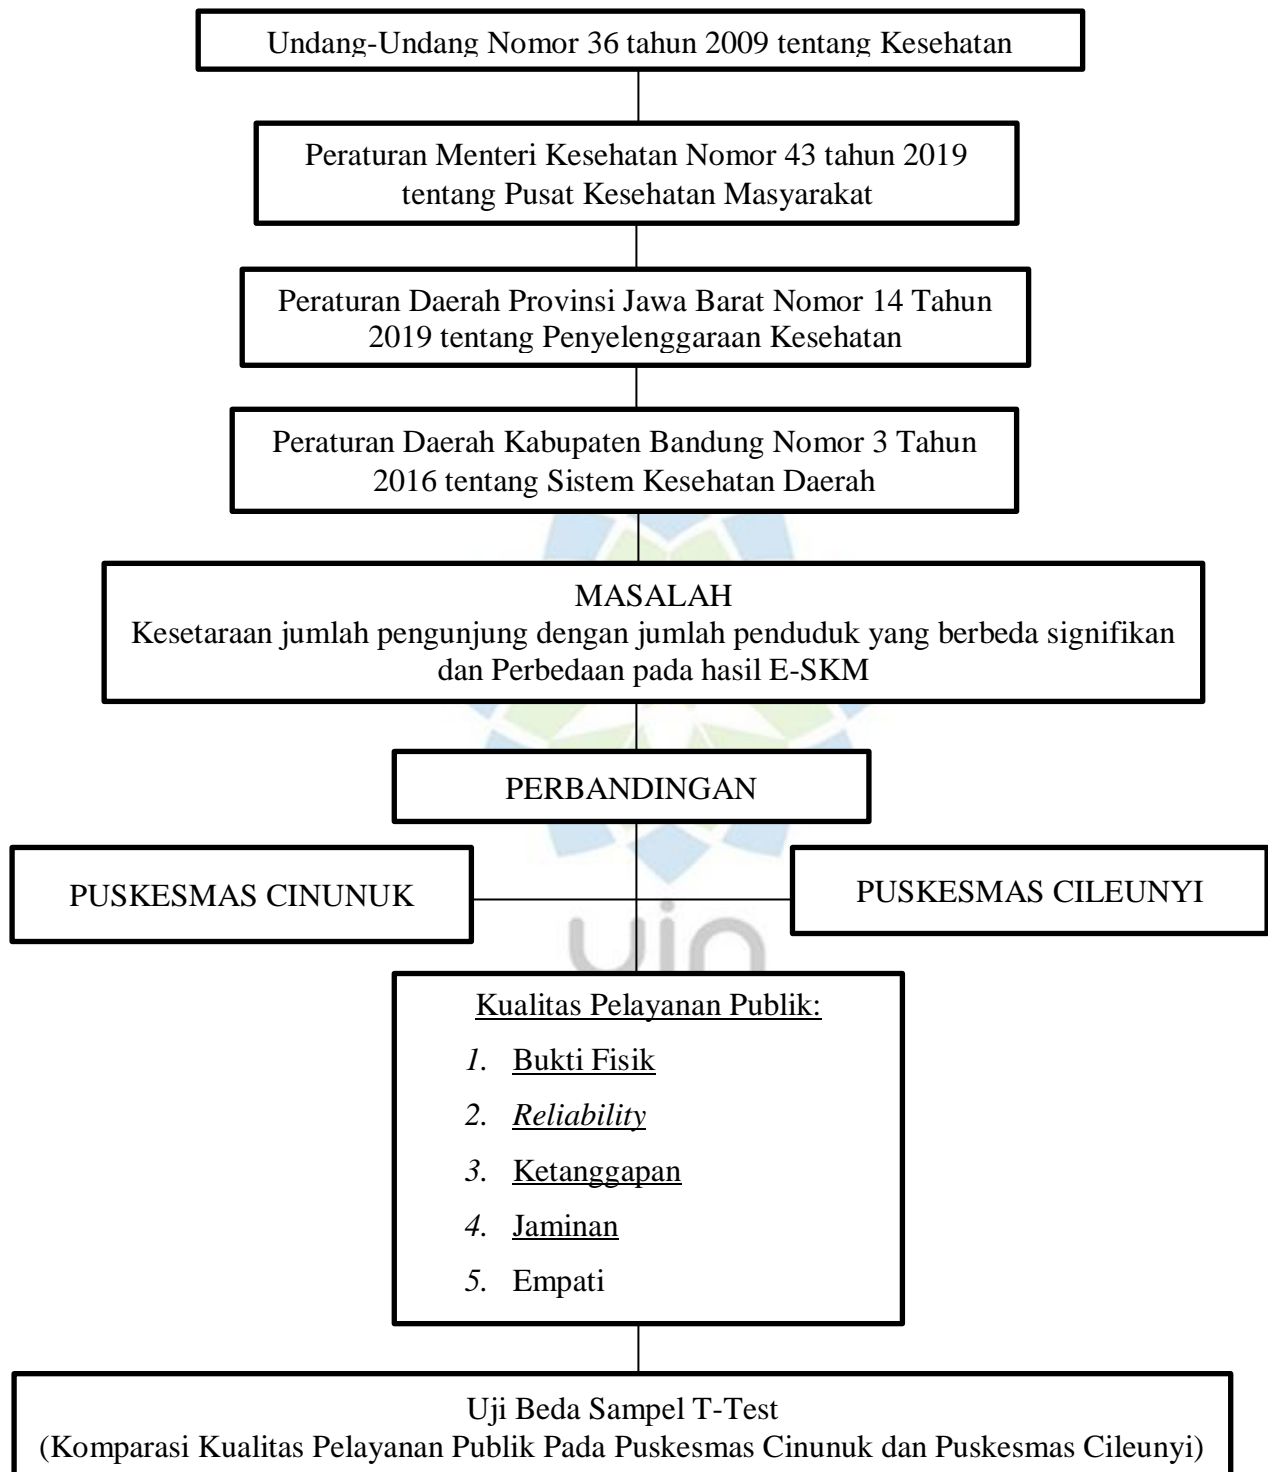 Undang-Undang Nomor 36 tahun 2009 tentang Kesehatan
Peraturan Menteri Kesehatan Nomor 43 tahun 2019
tentang Pusat Kesehatan Masyarakat
Peraturan Daerah Provinsi Jawa Barat Nomor 14 Tahun
2019 tentang Penyelenggaraan Kesehatan
Peraturan Daerah Kabupaten Bandung Nomor 3 Tahun
2016 tentang Sistem Kesehatan Daerah
MASALAH
Kesetaraan jumlah pengunjung dengan jumlah penduduk yang berbeda signifikan
dan Perbedaan pada hasil E-SKM
PERBANDINGAN
PUSKESMAS CINUNUK
PUSKESMAS CILEUNYI
uin
Kualitas Pelayanan Publik:
1. Bukti Fisik
2. Reliability
3. Ketanggapan
4. Jaminan
5. Empati
Uji Beda Sampel T-Test
(Komparasi Kualitas Pelayanan Publik Pada Puskesmas Cinunuk dan Puskesmas Cileunyi)